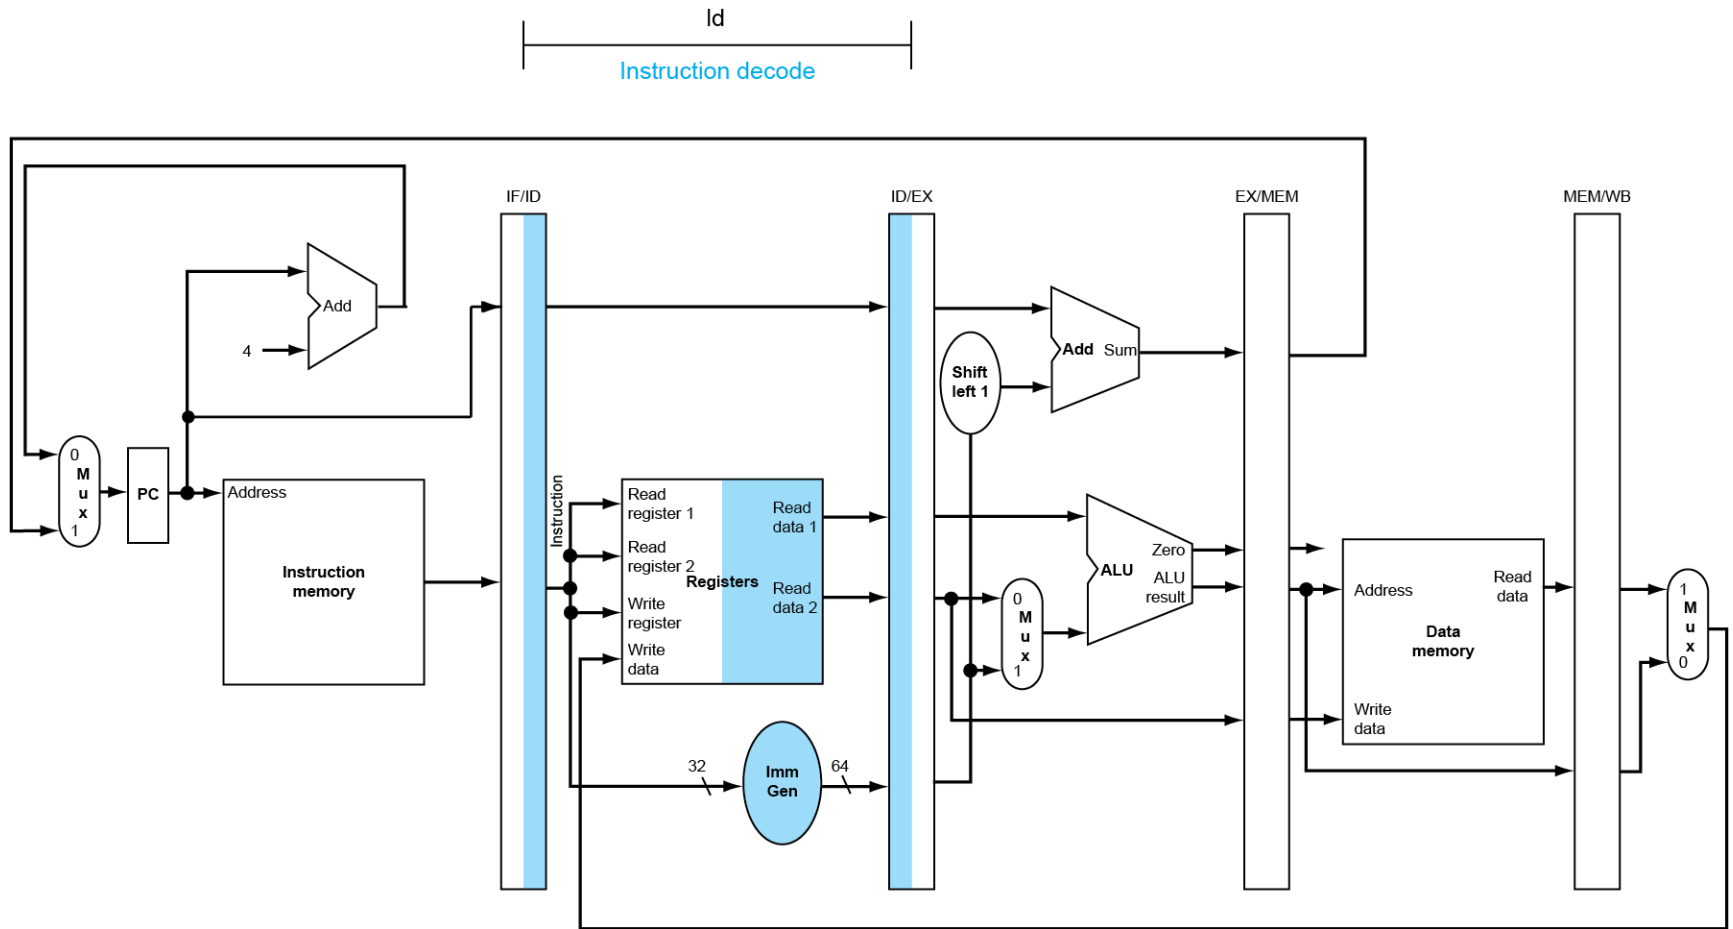 ld
Instruction decode
IF/ID
ID/EX
EX/MEM
MEM/WB
Add
4
0
M
u
x
1
PC
Address
Instruction
memory
Instruction
Read
register 1
Read
register 2
Write
register
Write
data
Registers
Read
data 1
Read
data 2
32
Imm
Gen
64
Shift
left 1
Add Sum
0
M
u
x
1
ALU
Zero
ALU
result
Address
Write
data
Data
memory
Read
data
1
M
u
x
0